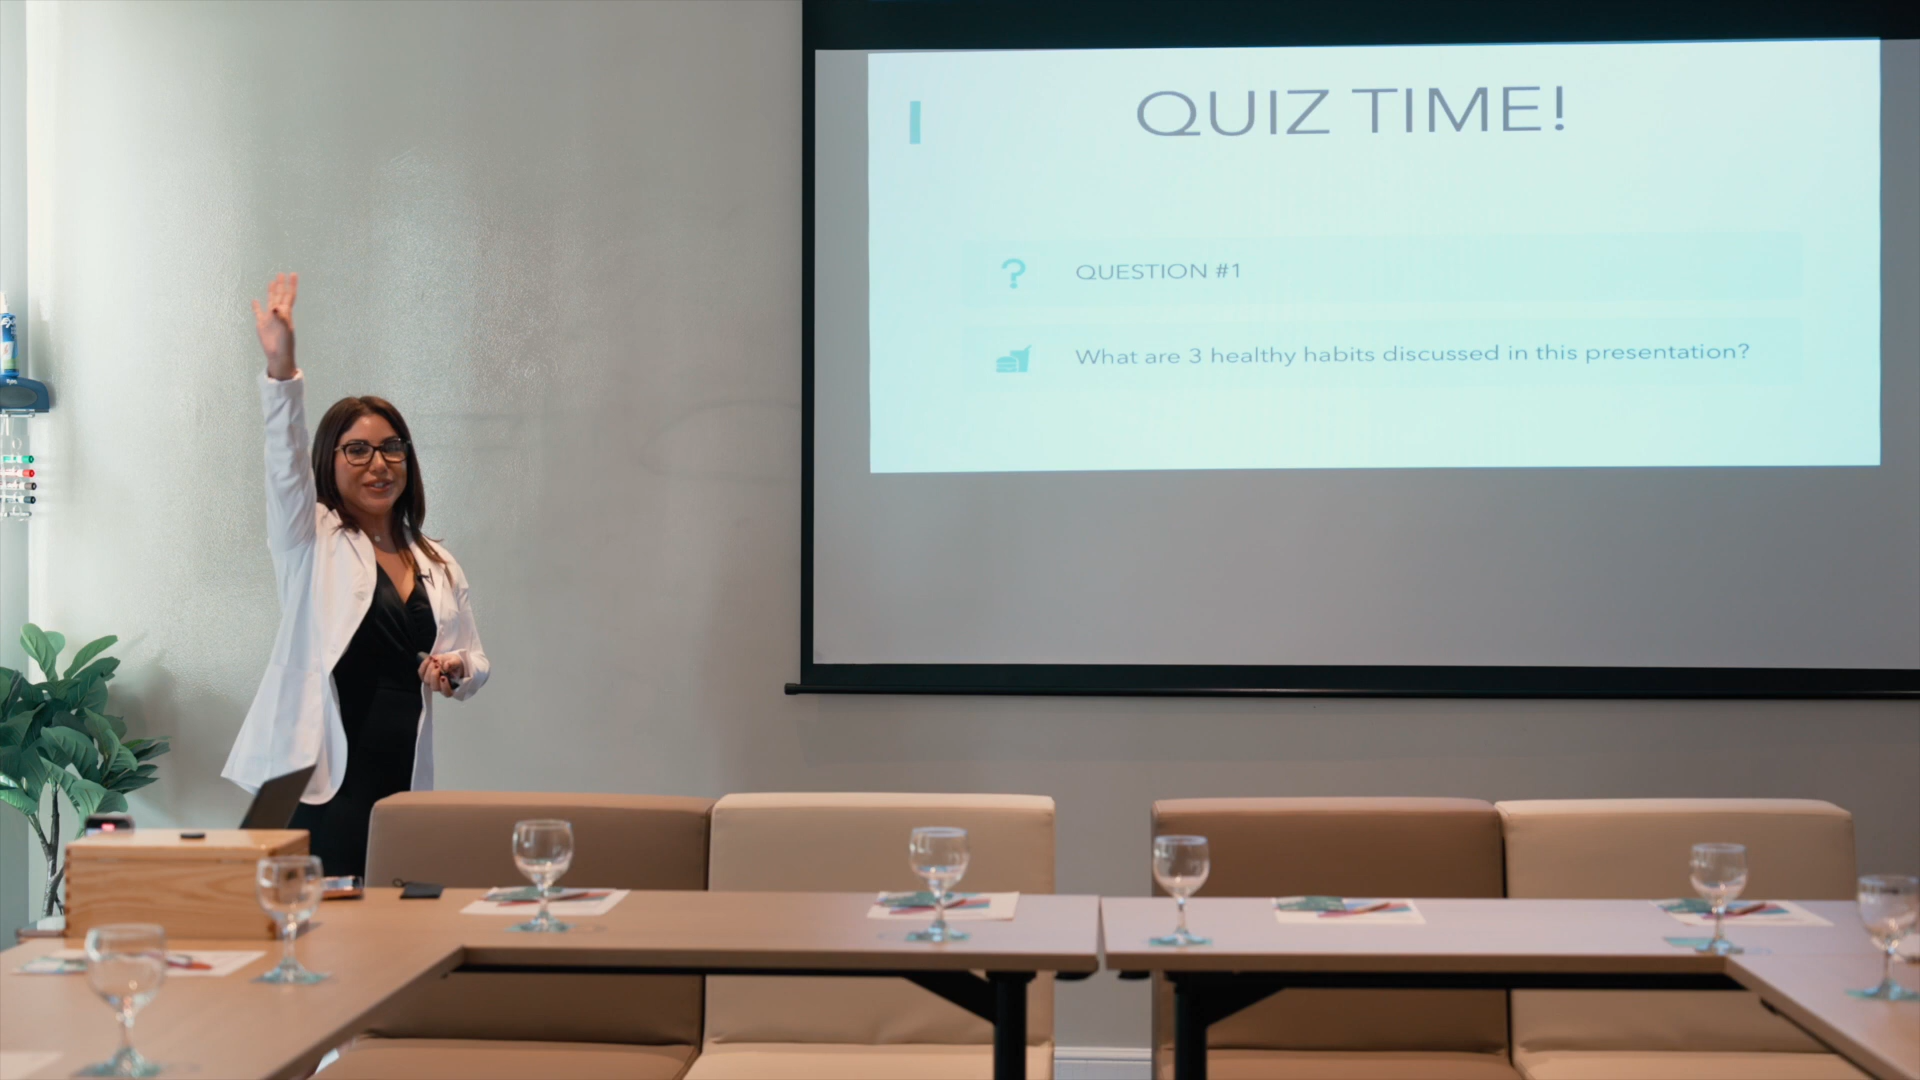 QUIZ TIME!
?
QUESTION #1
What are 3 healthy habits discussed in this presentation?